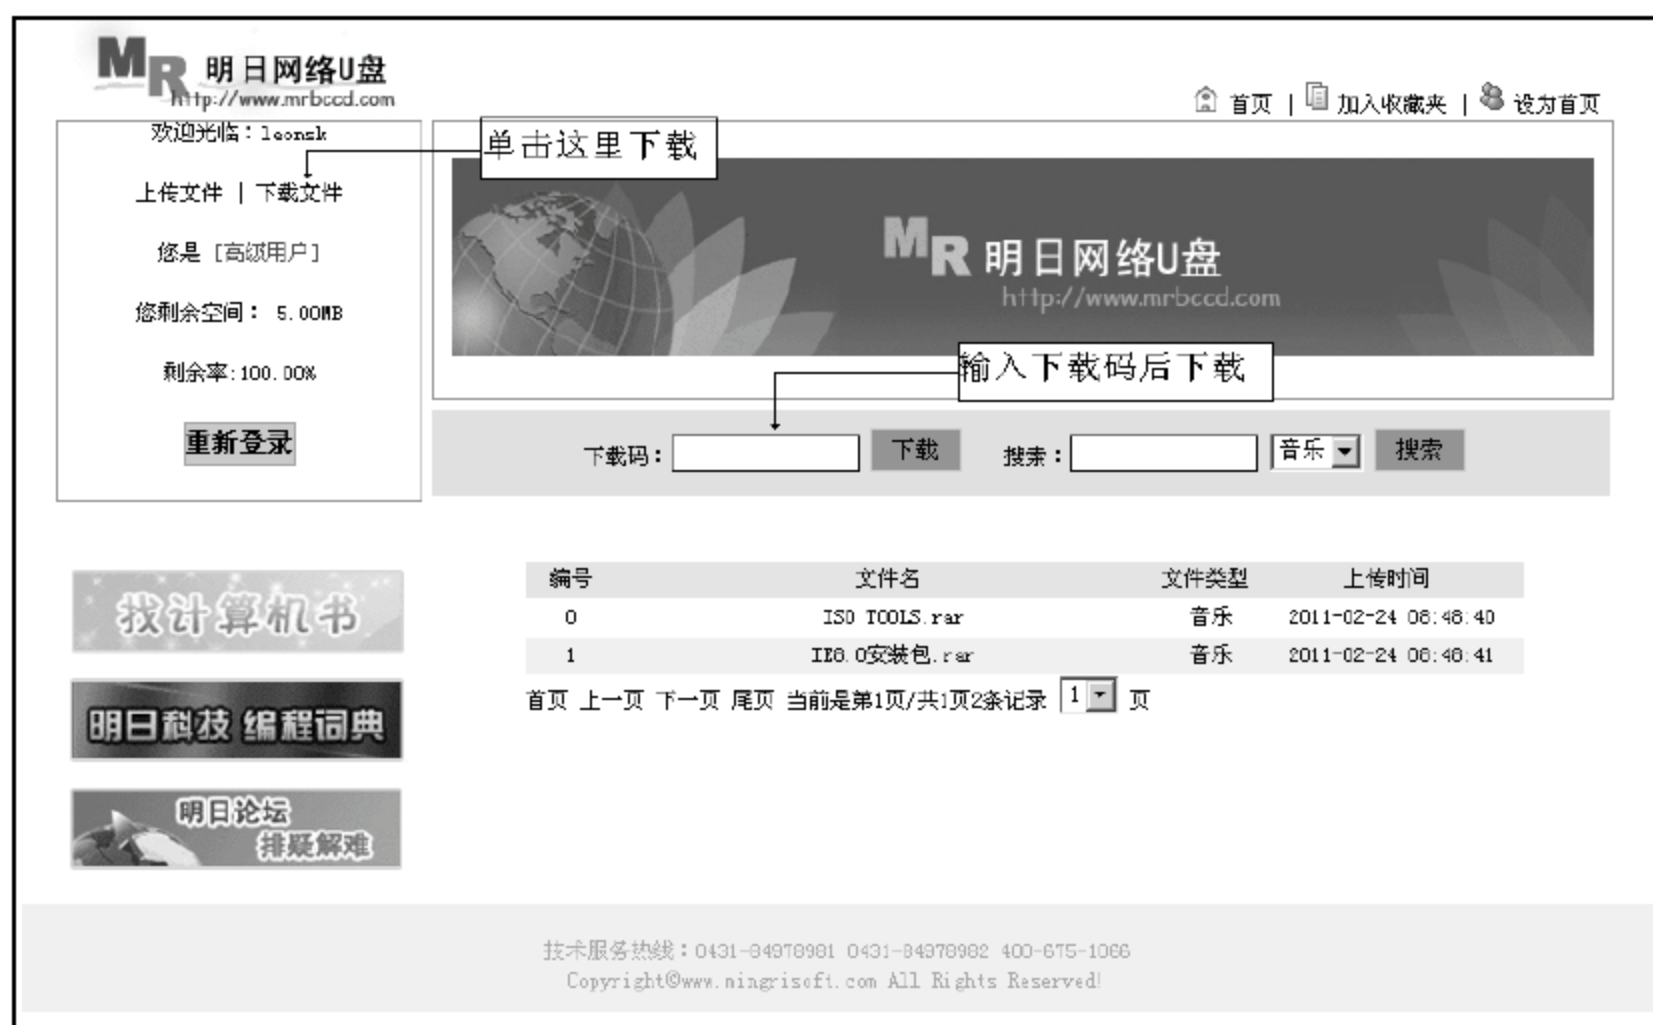 MR 明日网络U盘
http://www.mrbccd.com
首页 | 加入收藏夹 | 设为首页
欢迎光临：leonsk
单击这里下载
上传文件 | 下载文件
您是 [高级用户]
您剩余空间： 5.00MB
剩余率:100.00%
重新登录
MR 明日网络U盘
http://www.mrbccd.com
输入下载码后下载
下载码： 下载 搜索： 音乐 搜索
找计算机书
明日科技 编程词典
明日论坛
排疑解难
编号 文件名 文件类型 上传时间
0 ISO TOOLS.rar 音乐 2011-02-24 08:48:40
1 IE8.0安装包.rar 音乐 2011-02-24 08:48:41
首页 上一页 下一页 尾页 当前是第1页/共1页2条记录 1 页
技术服务热线：0431-84978981 0431-84978982 400-675-1066
Copyright©www.mingrisoft.com All Rights Reserved!